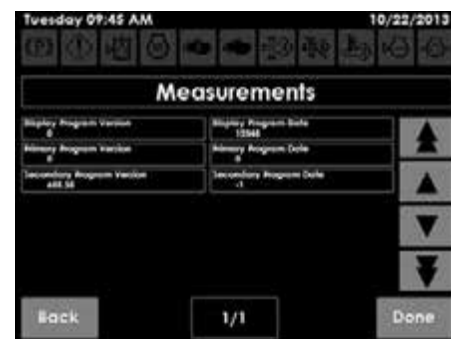 Tuesday 09:45 AM 10/22/2013
(P)
Measurements
Display Program Version Display Program Date
0
Primary Program Version Primary Program Date
0 0
Secondary Program Version Secondary Program Date
-1
Back 1/1 Done